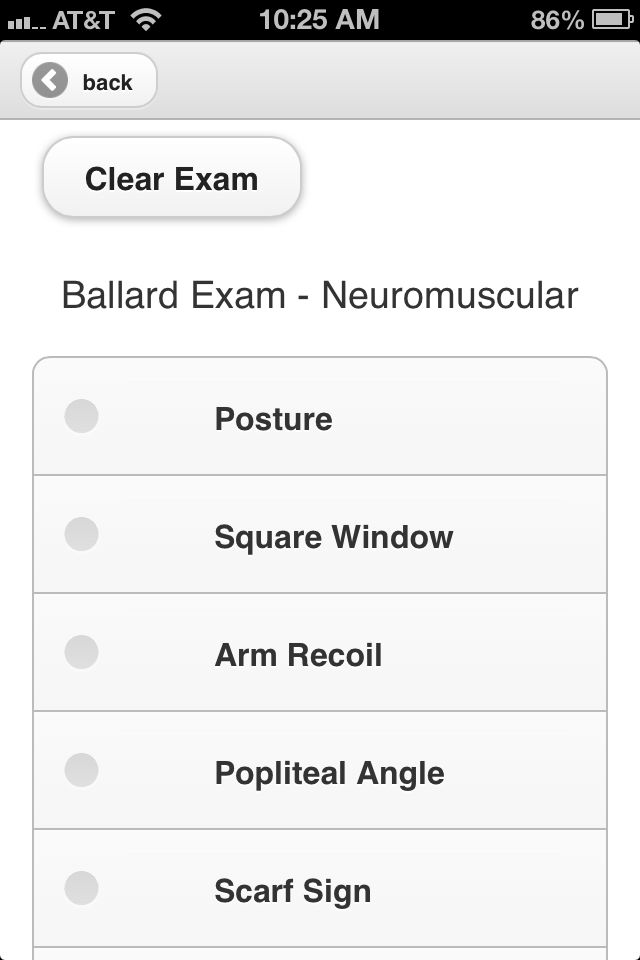 AT&T 10:25 AM 86%
back
Clear Exam
Ballard Exam - Neuromuscular
Posture
Square Window
Arm Recoil
Popliteal Angle
Scarf Sign